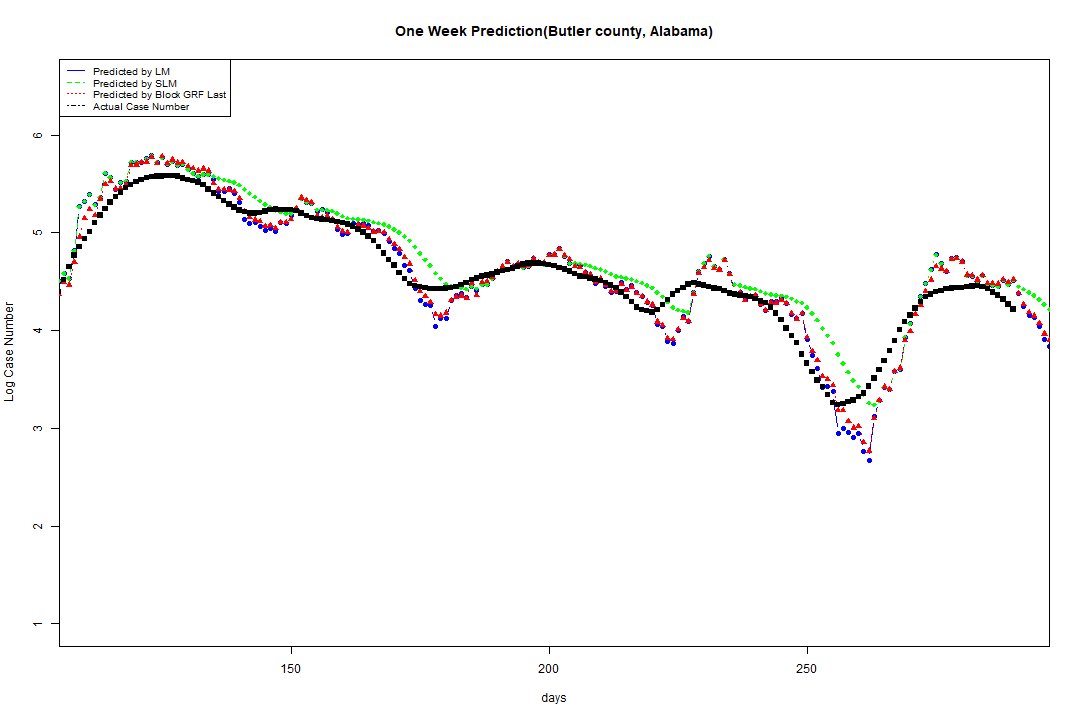 One Week Prediction(Butler county, Alabama)
Predicted by LM
Predicted by SLM
Predicted by Block GRF Last
Actual Case Number
Log Case Number
6
5
4
3
2
1
150
200
250
days